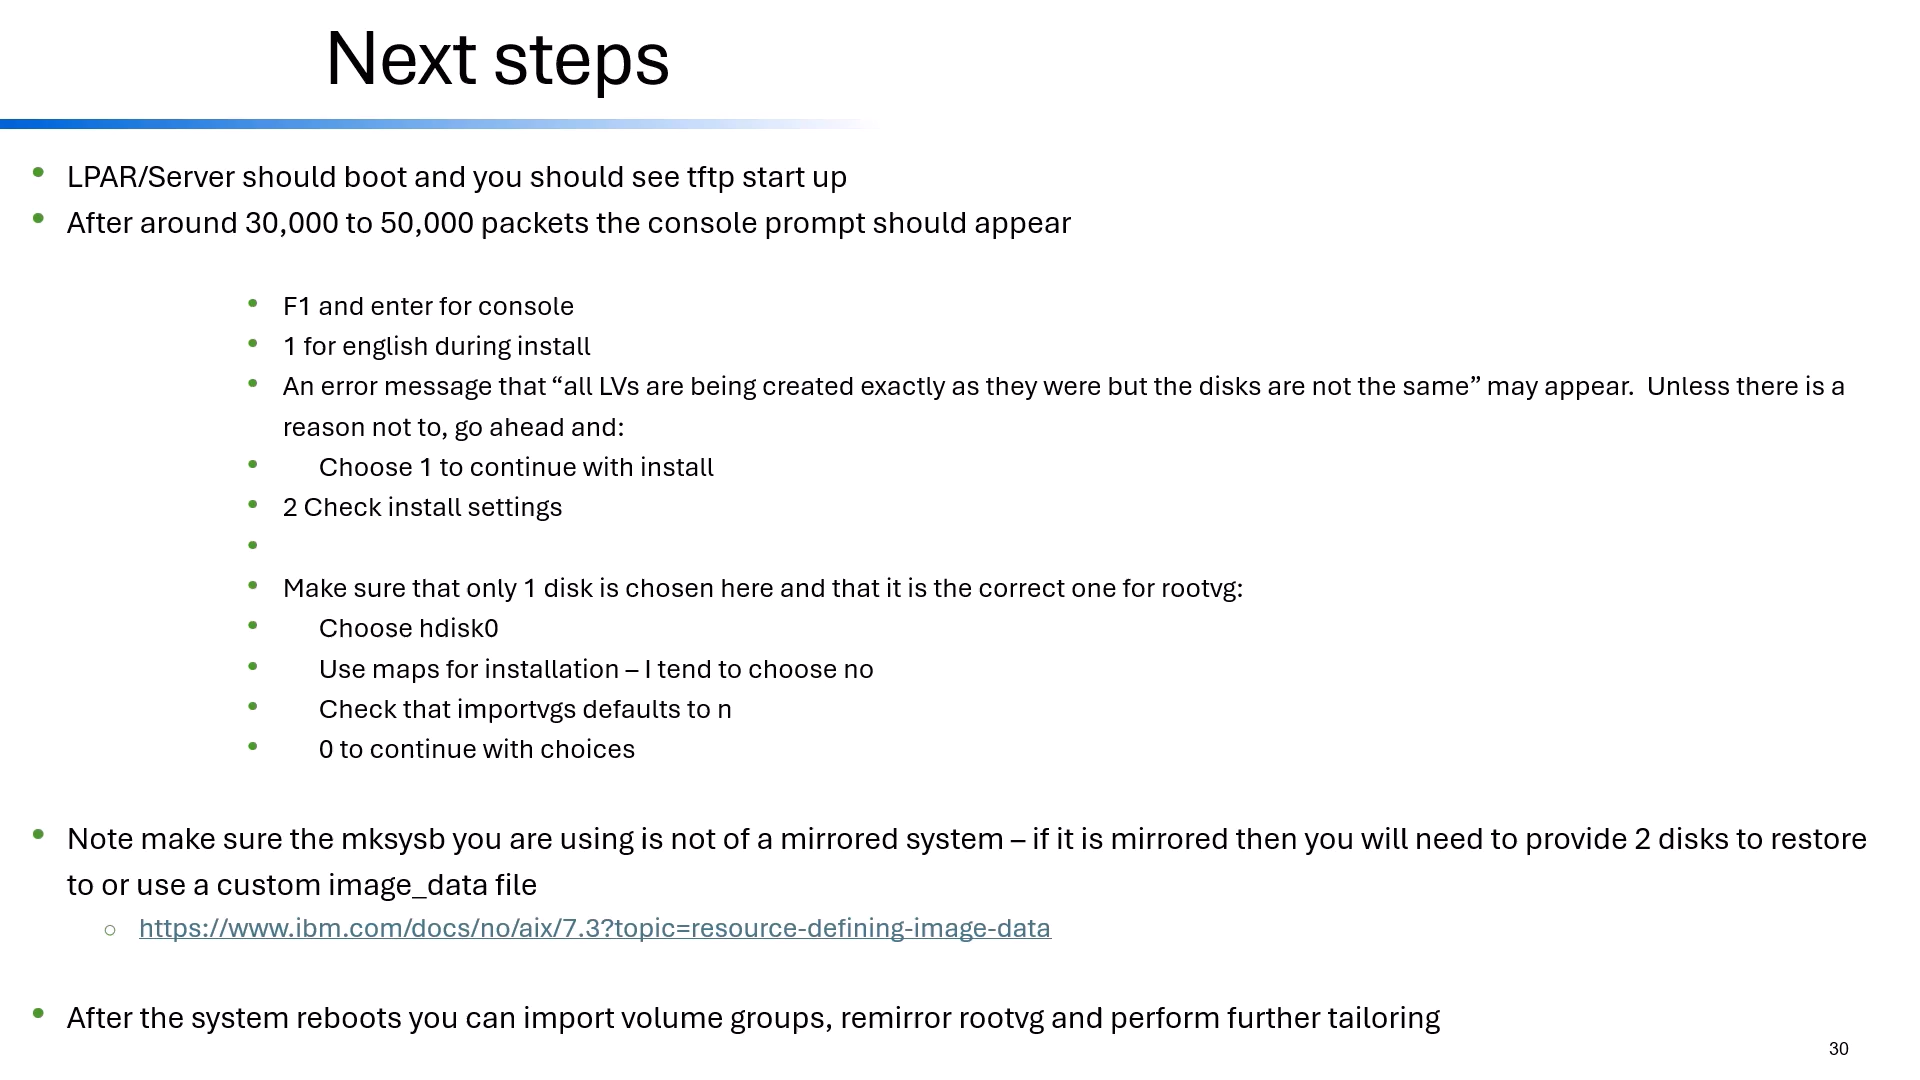 Next steps
• LPAR/Server should boot and you should see tftp start up
• After around 30,000 to 50,000 packets the console prompt should appear
• F1 and enter for console
• 1 for english during install
• An error message that “all LVs are being created exactly as they were but the disks are not the same” may appear.  Unless there is a
reason not to, go ahead and:
• Choose 1 to continue with install
• 2 Check install settings
•
• Make sure that only 1 disk is chosen here and that it is the correct one for rootvg:
• Choose hdisk0
• Use maps for installation – I tend to choose no
• Check that importvgs defaults to n
• 0 to continue with choices
• Note make sure the mksysb you are using is not of a mirrored system – if it is mirrored then you will need to provide 2 disks to restore
to or use a custom image_data file
○ https://www.ibm.com/docs/no/aix/7.3?topic=resource-defining-image-data
• After the system reboots you can import volume groups, remirror rootvg and perform further tailoring
30